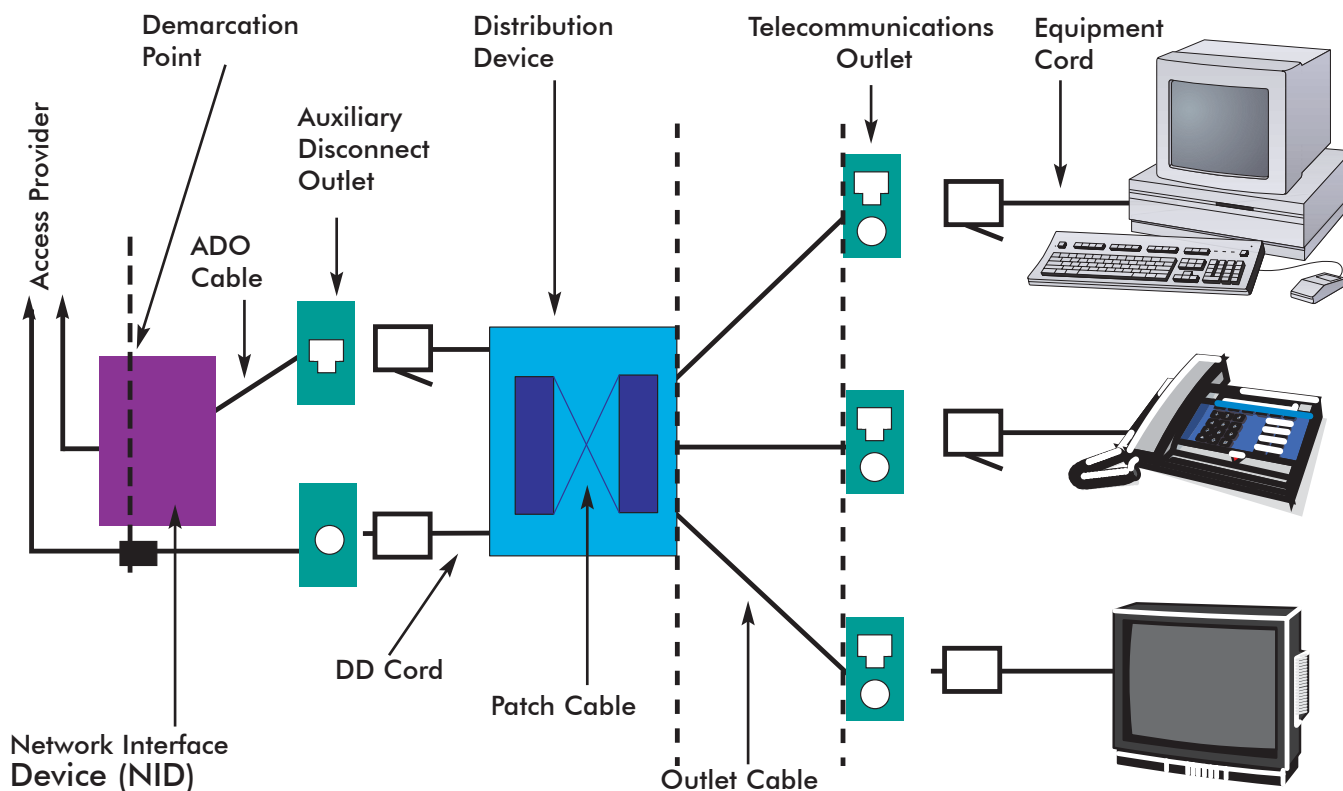 Demarcation
Point
Distribution
Device
Telecommunications
Outlet
Equipment
Cord
Access Provider
Auxiliary
Disconnect
Outlet
ADO
Cable
DD Cord
Patch Cable
Network Interface
Device (NID)
Outlet Cable